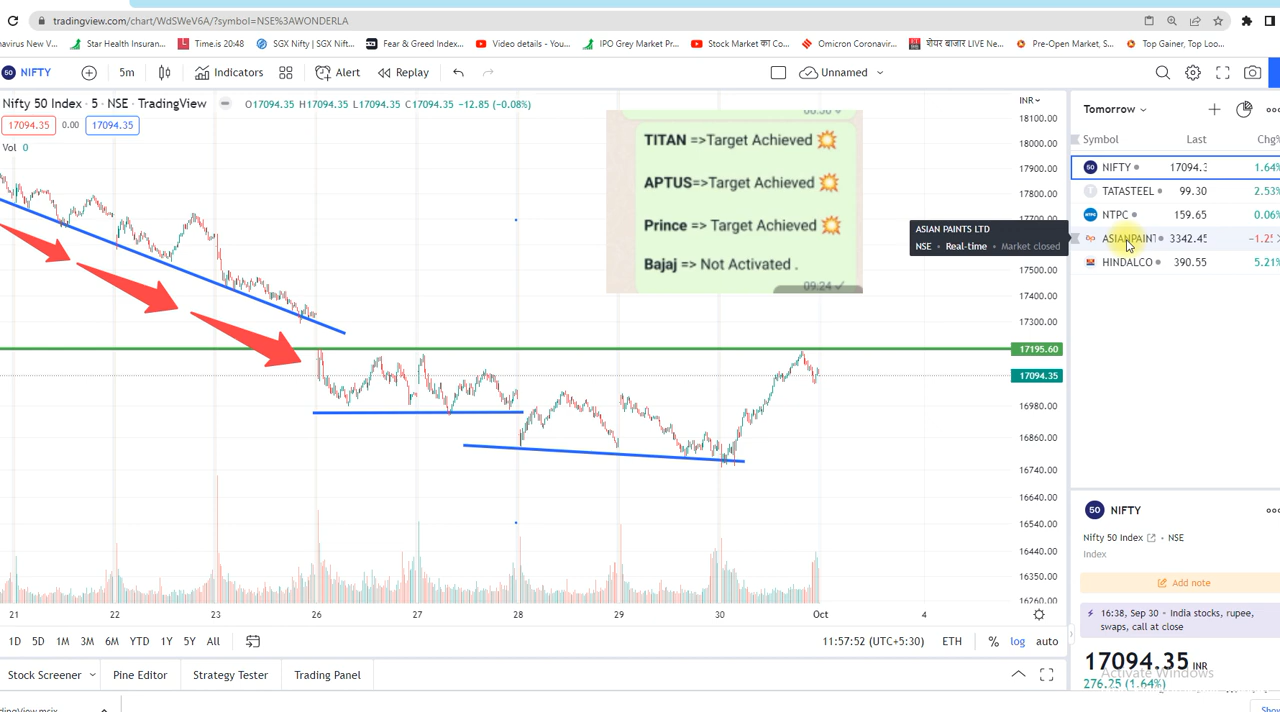 tradingview.com/chart/WdSWeV6A/?symbol=NSE%3AWONDERLA
navirus New V... Star Health Insuran... Timełi 20:48 SGX Nifty | SGX Nift... Fear & Greed Index... Video details - You... IPO Grey Market Pr... Stock Market का Co... Omicron Coronavir... शेयर बाजार LIVE Ne... Pre-Open Market, S... Top Gainer, Top Loo...
50 NIFTY 5m Indicators Alert Replay Unnamed
Nifty 50 Index · 5 · NSE · TradingView O17094.35 H17094.35 L17094.35 C17094.35 −12.85 (−0.08%)
17094.35 0.00 17094.35
Vol 0
TITAN =>Target Achieved 💥
APTUS=>Target Achieved 💥
Prince => Target Achieved 💥
Bajaj => Not Activated .
09:24
INR
18100.00
18000.00
17900.00
17800.00
17700.00
17500.00
17400.00
17300.00
17195.60
17094.35
16980.00
16860.00
16740.00
16640.00
16540.00
16440.00
16350.00
16260.00
21 22 23 26 27 28 29 30 Oct 4
1D 5D 1M 3M 6M YTD 1Y 5Y All 11:57:52 (UTC+5:30) ETH % log auto
Stock Screener Pine Editor Strategy Tester Trading Panel
Tomorrow
Symbol Last Chg%
50 NIFTY 17094.3 1.64%
TATASTEEL 99.30 2.53%
NTPC 159.65 0.06%
ASIANPAINT 3342.45 −1.25
HINDALCO 390.55 5.21%
ASIAN PAINTS LTD
NSE • Real-time • Market closed
50 NIFTY
Nifty 50 Index • NSE
Index
Add note
16:38, Sep 30 • India stocks, rupee,
swaps, call at close
17094.35 INR
276.25 (1.64%)
Activate Windows
TradingView.msix
Show